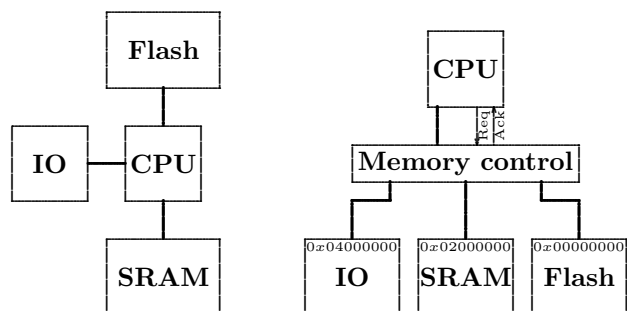 Flash
IO
CPU
SRAM
CPU
Req
Ack
Memory control
0x04000000
0x02000000
0x00000000
IO
SRAM
Flash